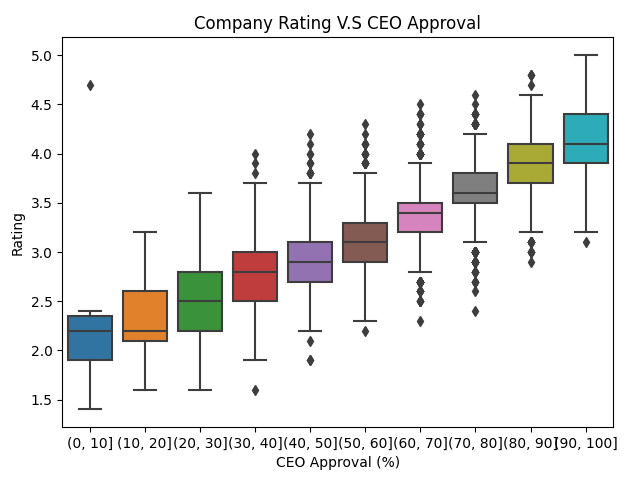 Company Rating V.S CEO Approval
5.0
4.5
4.0
3.5
3.0
2.5
2.0
1.5
Rating
(0, 10] (10, 20] (20, 30] (30, 40] (40, 50] (50, 60] (60, 70] (70, 80] (80, 90] (90, 100]
CEO Approval (%)